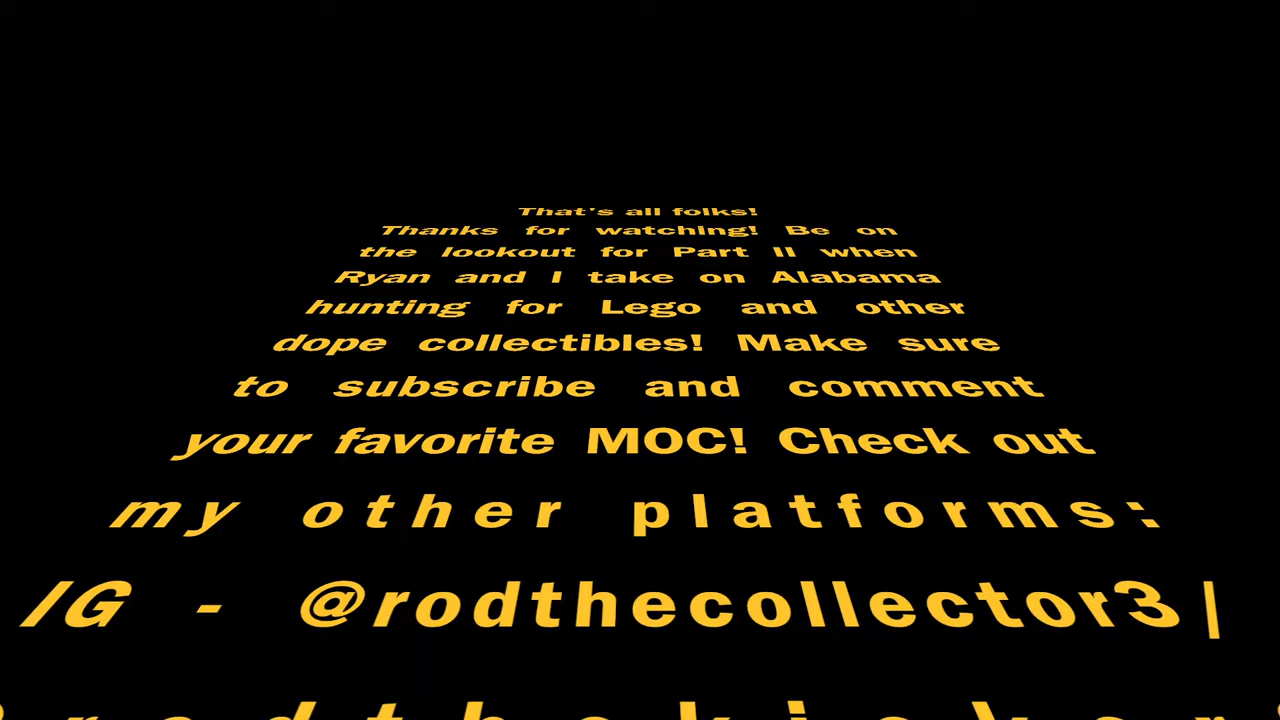 That's all folks!
Thanks for watching! Be on
the lookout for Part II when
Ryan and I take on Alabama
hunting for Lego and other
dope collectibles! Make sure
to subscribe and comment
your favorite MOC! Check out
my other platforms:
IG - @rodthecollector3|